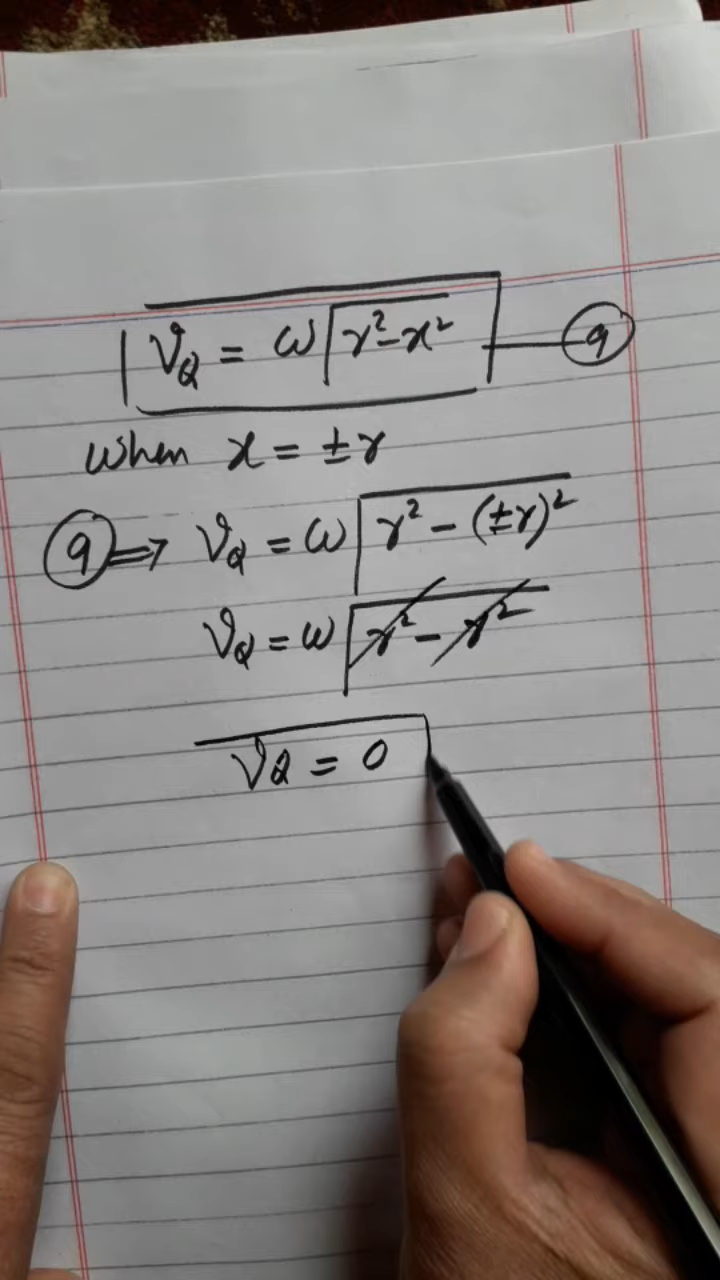 V_Q = ω√(r²-x²) — (9)
When x = ±r
(9) ⇒ V_Q = ω√(r² - (±r)²)
V_Q = ω√(r² - r²)
V_Q = 0